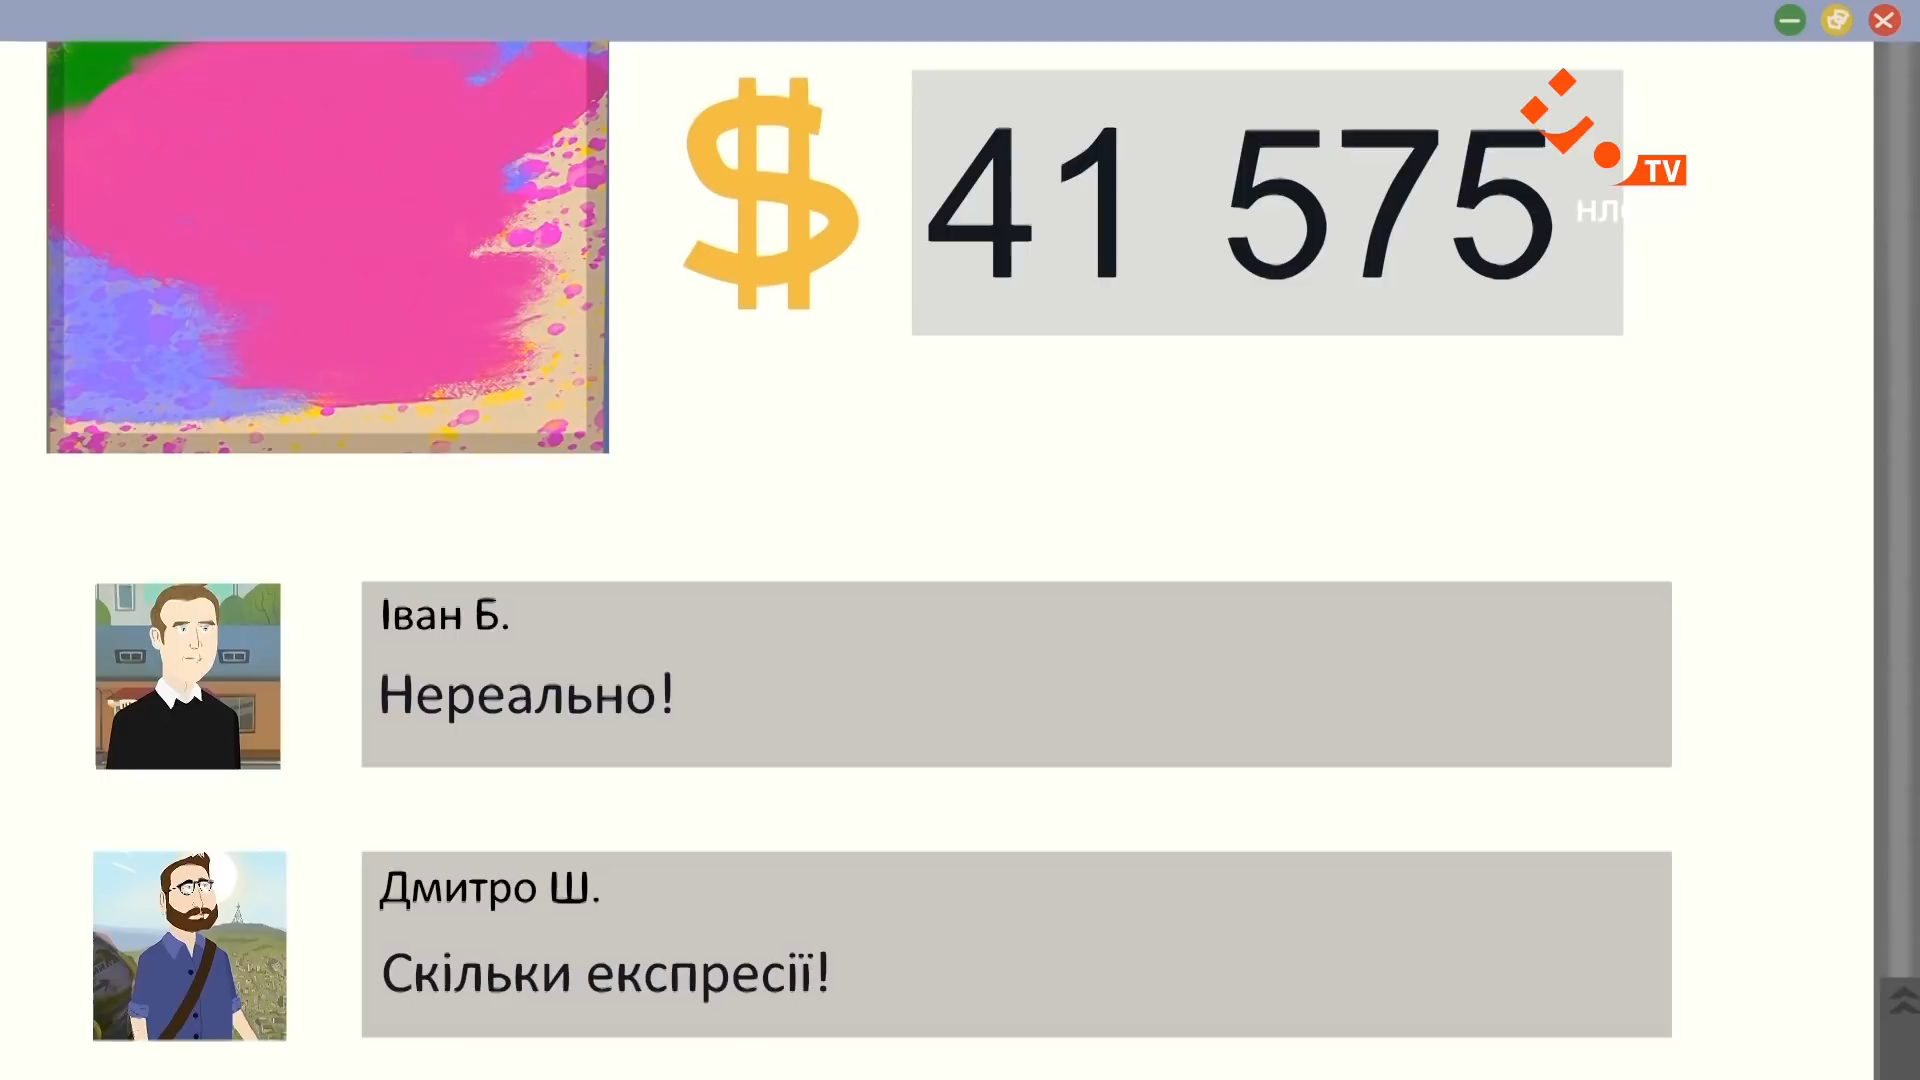 $ 41 575
TV
Іван Б.
Нереально!
Дмитро Ш.
Скільки експресії!